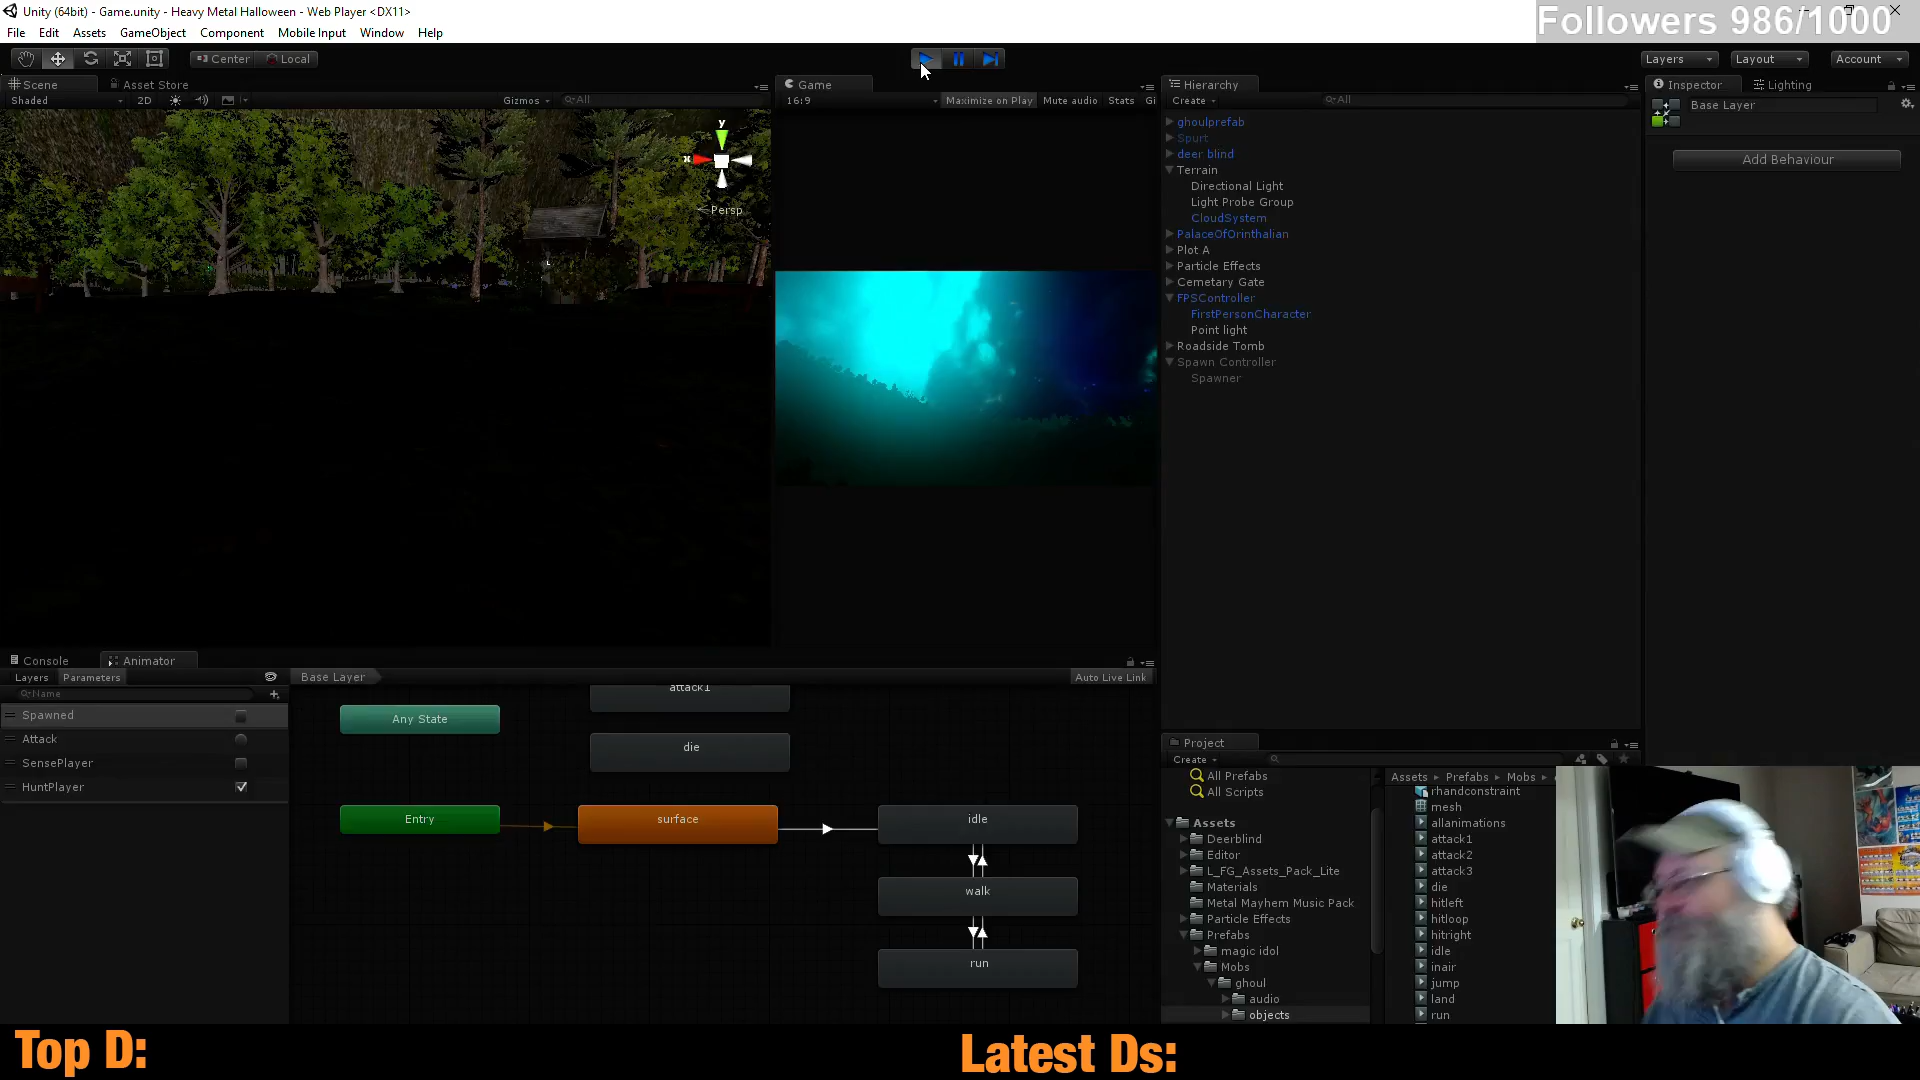 Unity (64bit) - Game.unity - Heavy Metal Halloween - Web Player <DX11>
Followers 986/1000
File Edit Assets GameObject Component Mobile Input Window Help
Center Local
Layers Layout Account
Scene Asset Store
Game
Hierarchy
Inspector Lighting
Shaded 2D Gizmos All
16:9 Maximize on Play Mute audio Stats Gi
Create All
Base Layer
Add Behaviour
y
x
Persp
ghoulprefab
Spurt
deer blind
Terrain
Directional Light
Light Probe Group
CloudSystem
PalaceOfOrinthalian
Plot A
Particle Effects
Cemetary Gate
FPSController
FirstPersonCharacter
Point light
Roadside Tomb
Spawn Controller
Spawner
Console Animator
Layers Parameters
Name
Spawned
Attack
SensePlayer
HuntPlayer
Base Layer
Auto Live Link
attack1
Any State
die
Entry
surface
idle
walk
run
Project
Create
All Prefabs
All Scripts
Assets
Deerblind
Editor
L_FG_Assets_Pack_Lite
Materials
Metal Mayhem Music Pack
Particle Effects
Prefabs
magic idol
Mobs
ghoul
audio
objects
Assets Prefabs Mobs
rhandconstraint
mesh
allanimations
attack1
attack2
attack3
die
hitleft
hitloop
hitright
idle
inair
jump
land
run
Top D:
Latest Ds: